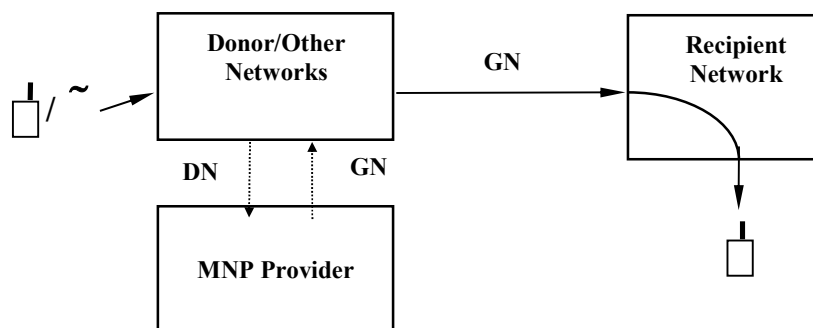 Donor/Other
Networks
GN
Recipient
Network
/ ~
DN
GN
MNP Provider